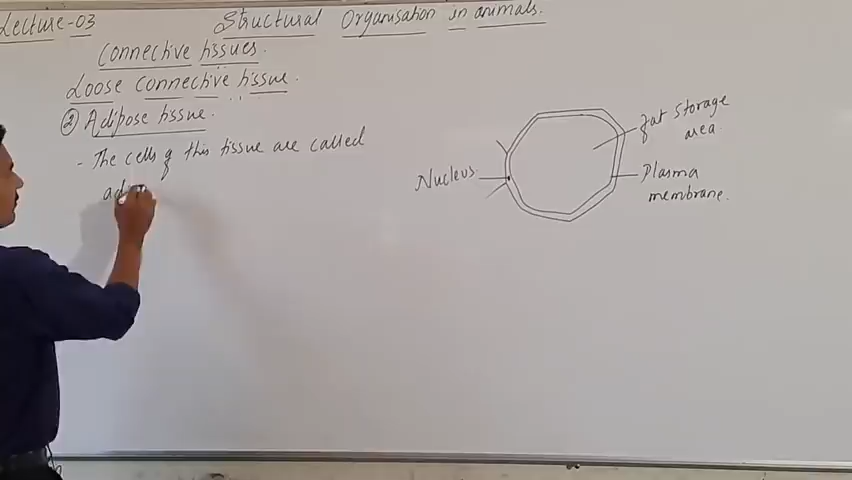 Lecture-03
Structural Organisation in animals.
Connective tissues.
Loose connective tissue.
② Adipose tissue.
- The cells of this tissue are called
adi
fat storage
area.
Nucleus
Plasma
membrane.